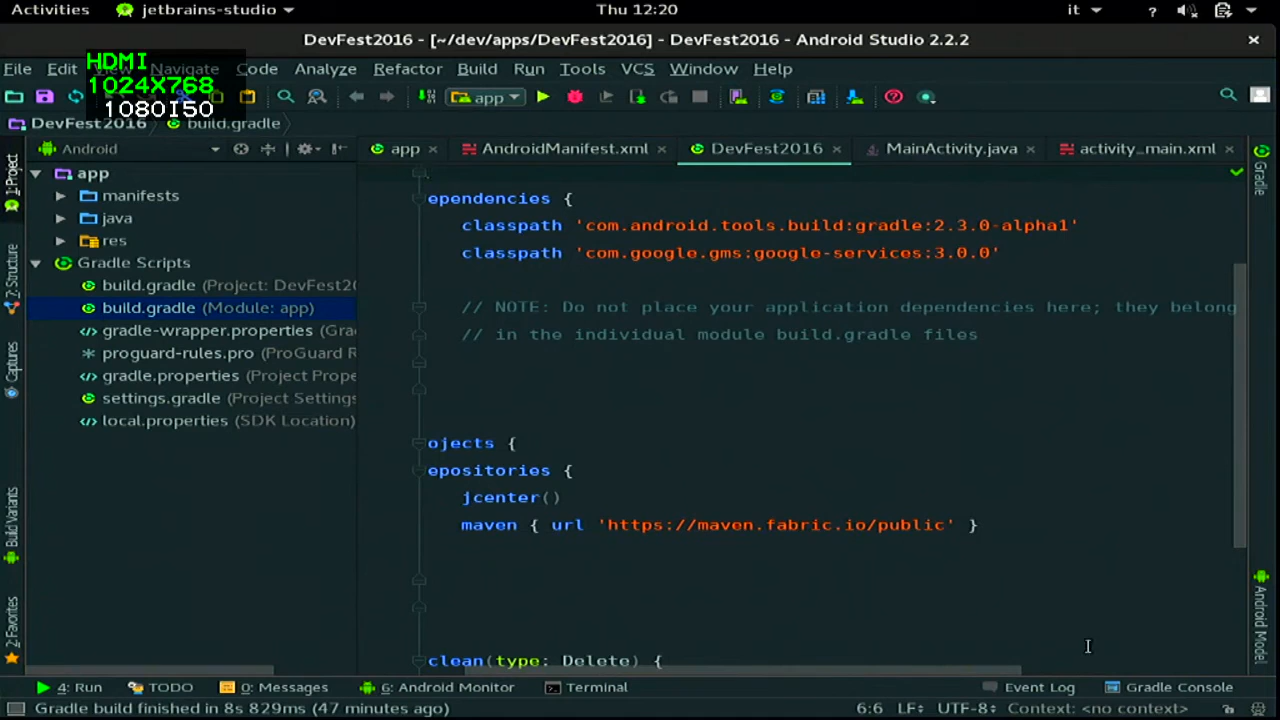 Activities jetbrains-studio Thu 12:20 it
DevFest2016 - [~/dev/apps/DevFest2016] - DevFest2016 - Android Studio 2.2.2
File Edit View Navigate Code Analyze Refactor Build Run Tools VCS Window Help
HDMI
1024X768
1080I50
app
DevFest2016 build.gradle
Android
app AndroidManifest.xml DevFest2016 MainActivity.java activity_main.xml
1: Project
7: Structure
Captures
Build Variants
2: Favorites
app
manifests
java
res
Gradle Scripts
build.gradle (Project: DevFest20
build.gradle (Module: app)
gradle-wrapper.properties (Gra
proguard-rules.pro (ProGuard R
gradle.properties (Project Prope
settings.gradle (Project Settings
local.properties (SDK Location)
ependencies {
classpath 'com.android.tools.build:gradle:2.3.0-alpha1'
classpath 'com.google.gms:google-services:3.0.0'
// NOTE: Do not place your application dependencies here; they belong
// in the individual module build.gradle files
ojects {
epositories {
jcenter()
maven { url 'https://maven.fabric.io/public' }
clean(type: Delete) {
Gradle
Android Model
4: Run TODO 0: Messages 6: Android Monitor Terminal Event Log Gradle Console
Gradle build finished in 8s 829ms (47 minutes ago) 6:6 LF÷ UTF-8÷ Context: <no context>